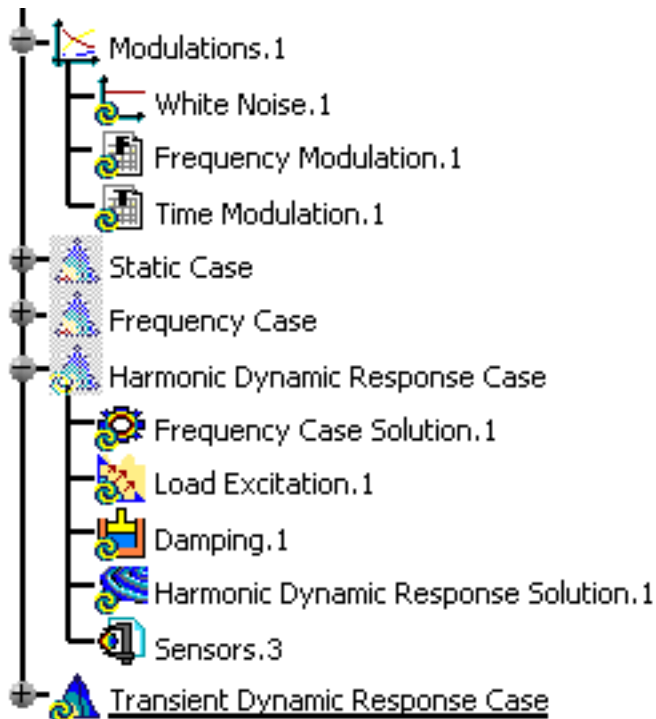 Modulations.1
White Noise.1
Frequency Modulation.1
Time Modulation.1
Static Case
Frequency Case
Harmonic Dynamic Response Case
Frequency Case Solution.1
Load Excitation.1
Damping.1
Harmonic Dynamic Response Solution.1
Sensors.3
Transient Dynamic Response Case